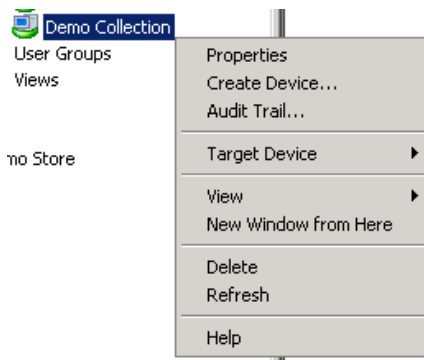 Demo Collection
User Groups
Views
mo Store
Properties
Create Device...
Audit Trail...
Target Device
View
New Window from Here
Delete
Refresh
Help